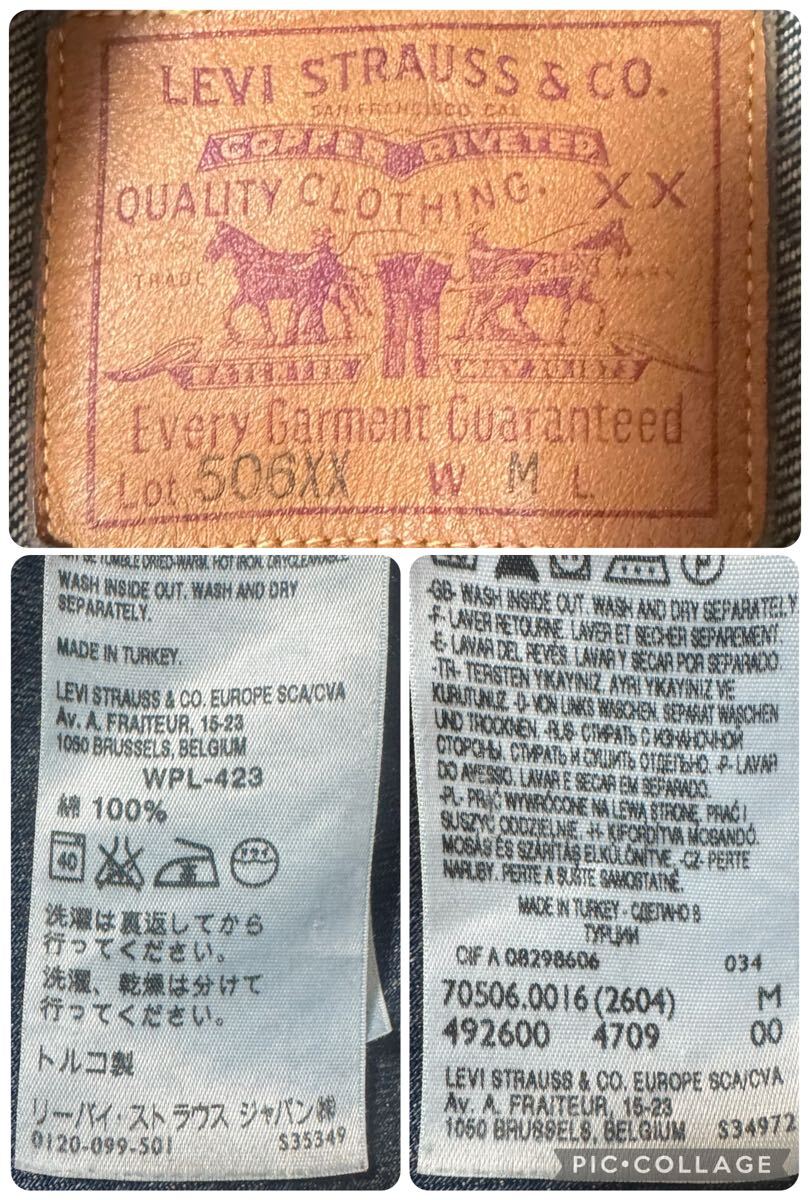 LEVI STRAUSS & CO.
SAN FRANCISCO, CAL.
COPPER RIVETED
QUALITY CLOTHING. XX
TRADE MARK
Every Garment Guaranteed
Lot 506XX W M L
TUMBLE DRIED-WARM. HOT IRON. DRYCLEANABLE.
WASH INSIDE OUT. WASH AND DRY
SEPARATELY.
MADE IN TURKEY.
LEVI STRAUSS & CO. EUROPE SCA/CVA
Av. A. FRAITEUR, 15-23
1050 BRUSSELS, BELGIUM
WPL-423
綿 100%
40
洗濯は裏返してから
行ってください。
洗濯、乾燥は分けて
行ってください。
トルコ製
リーバイ・ストラウス ジャパン㈱
0120-099-501 S35349
P
-GB- WASH INSIDE OUT. WASH AND DRY SEPARATELY.
-F- LAVER RETOURNE. LAVER ET SECHER SEPAREMENT.
-E- LAVAR DEL REVES. LAVAR Y SECAR POR SEPARADO.
-TR- TERSTEN YIKAYINIZ. AYRI YIKAYINIZ VE
KURUTUNUZ. -D- VON LINKS WASCHEN. SEPARAT WASCHEN
UND TROCKNEN. -RUS- СТИРАТЬ С ИЗНАНОЧНОЙ
СТОРОНЫ. СТИРАТЬ И СУШИТЬ ОТДЕЛЬНО. -P- LAVAR
DO AVESSO. LAVAR E SECAR EM SEPARADO.
-PL- PRAĆ WYWRÓCONE NA LEWĄ STRONĘ, PRAĆ I
SUSZYĆ ODDZIELNIE. -H- KIFORDÍTVA MOSANDÓ.
MOSÁS ÉS SZÁRÍTÁS ELKÜLÖNÍTVE. -CZ- PERTE
NARUBY. PERTE A SUŠTE SAMOSTATNĚ.
MADE IN TURKEY - СДЕЛАНО В
ТУРЦИИ
CIF A 08298606 034
70506.0016 (2604) M
492600 4709 00
LEVI STRAUSS & CO. EUROPE SCA/CVA
Av. A. FRAITEUR, 15-23
1050 BRUSSELS, BELGIUM S34972
PIC•COLLAGE